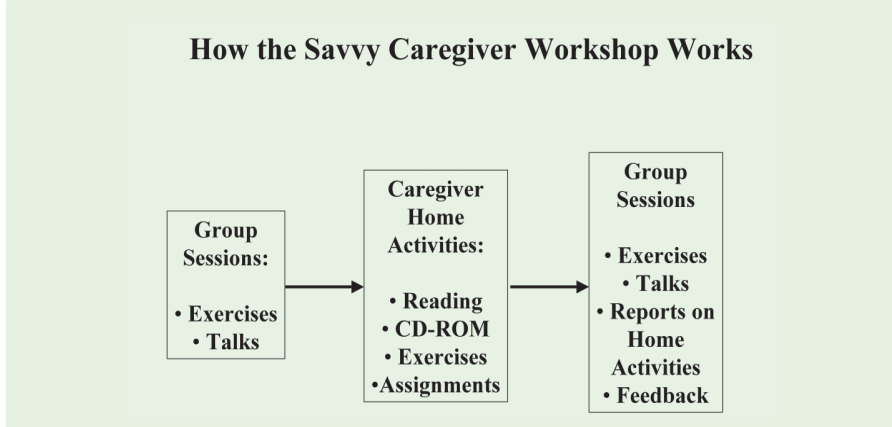 How the Savvy Caregiver Workshop Works
Group
Sessions:
• Exercises
• Talks
Caregiver
Home
Activities:
• Reading
• CD-ROM
• Exercises
•Assignments
Group
Sessions
• Exercises
• Talks
• Reports on
Home
Activities
• Feedback